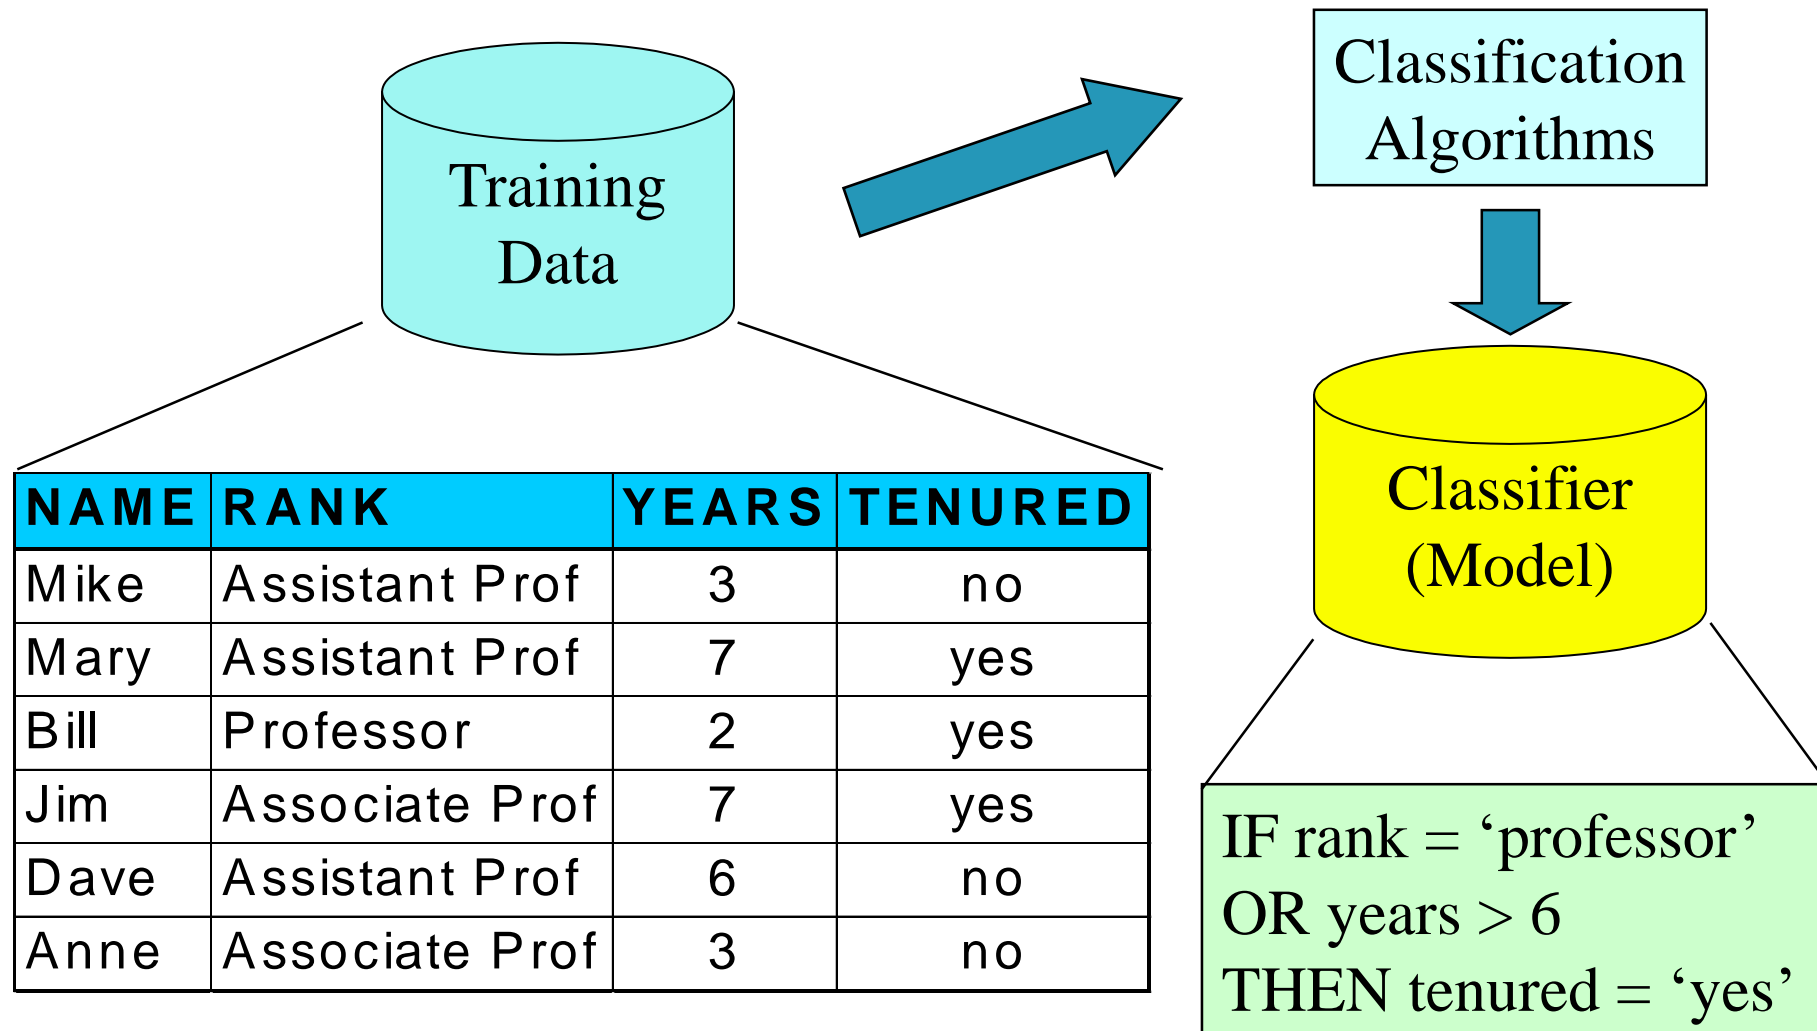 Training
Data
Classification
Algorithms
NAME RANK YEARS TENURED
Mike Assistant Prof 3 no
Mary Assistant Prof 7 yes
Bill Professor 2 yes
Jim Associate Prof 7 yes
Dave Assistant Prof 6 no
Anne Associate Prof 3 no
Classifier
(Model)
IF rank = ‘professor’
OR years > 6
THEN tenured = ‘yes’